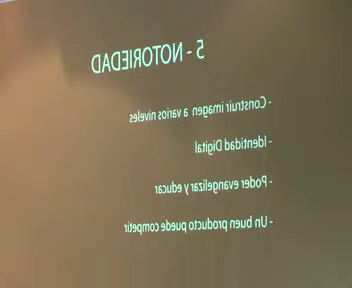 5 - NOTORIEDAD
- Construir imagen a varios niveles
- Identidad Digital
- Poder evangelizar y educar
- Un buen producto puede competir